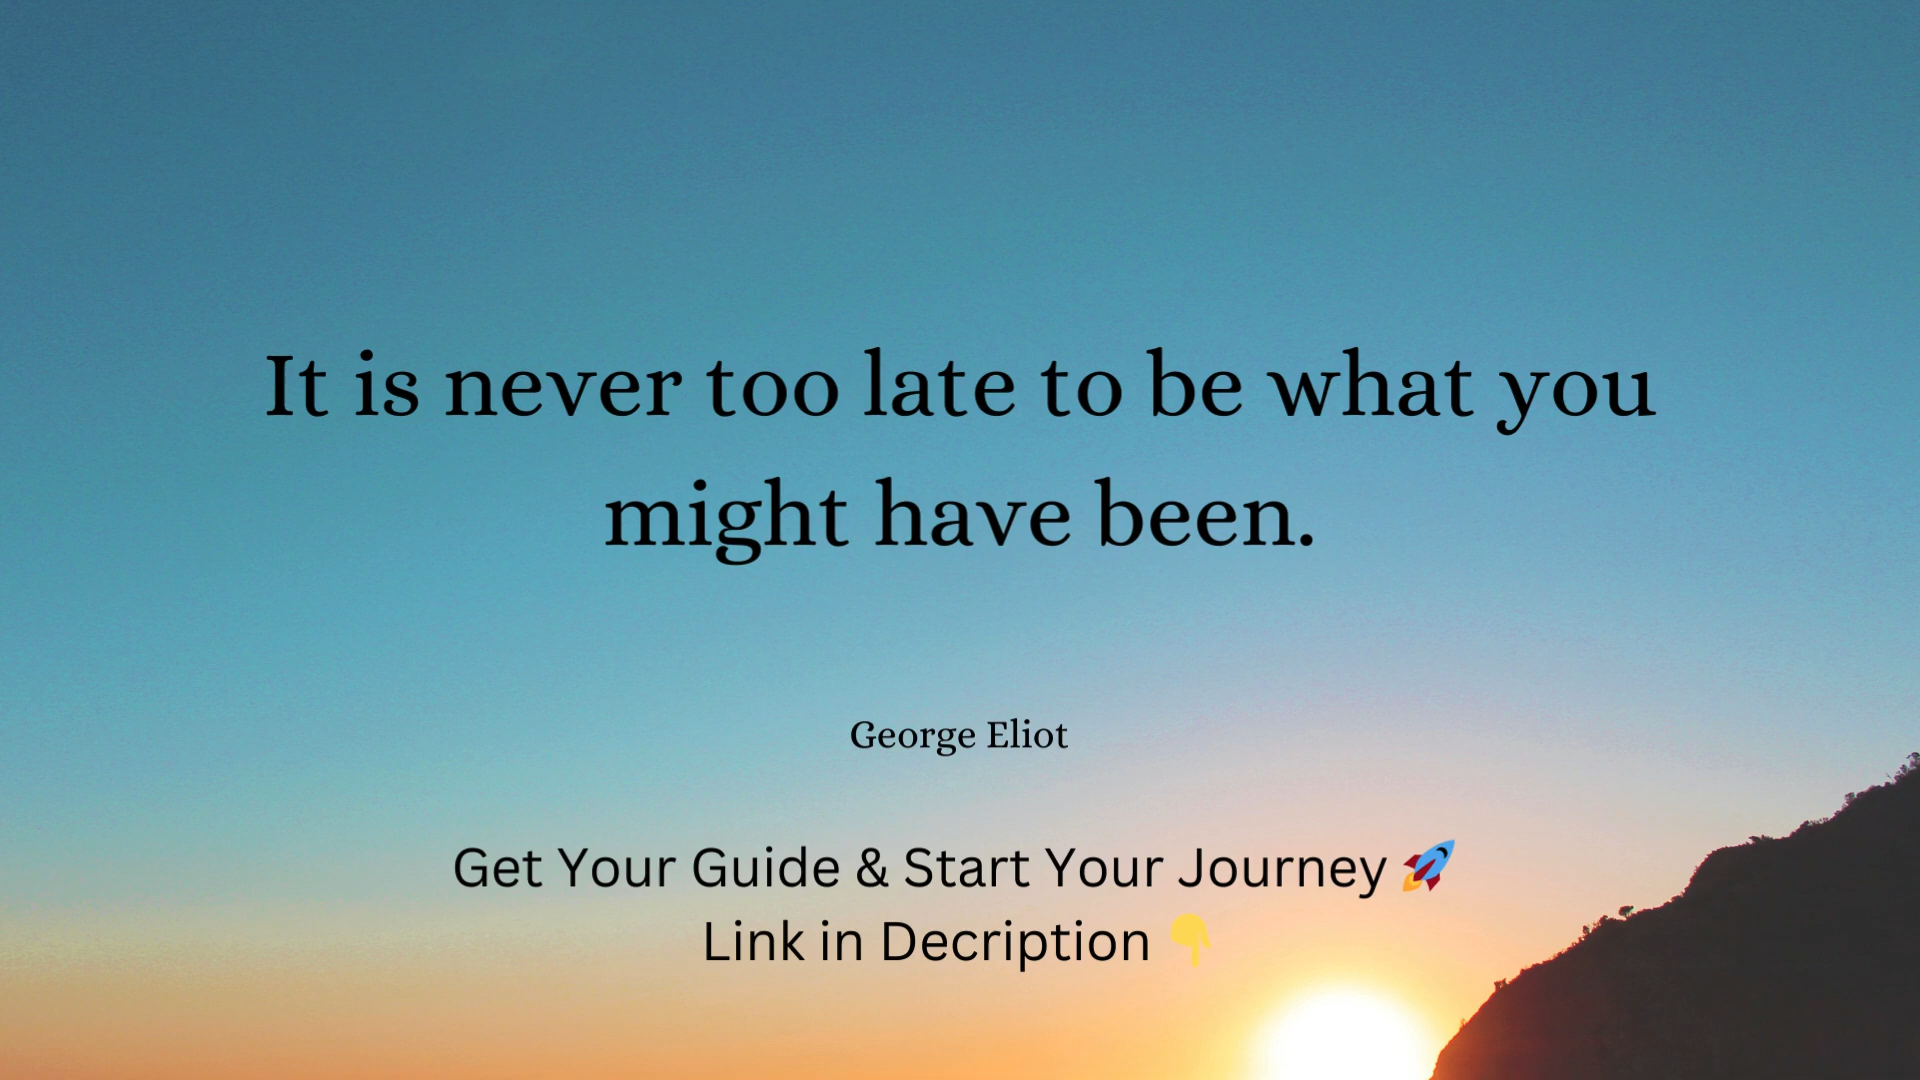 It is never too late to be what you
might have been.
George Eliot
Get Your Guide & Start Your Journey 🚀
Link in Decription 👇